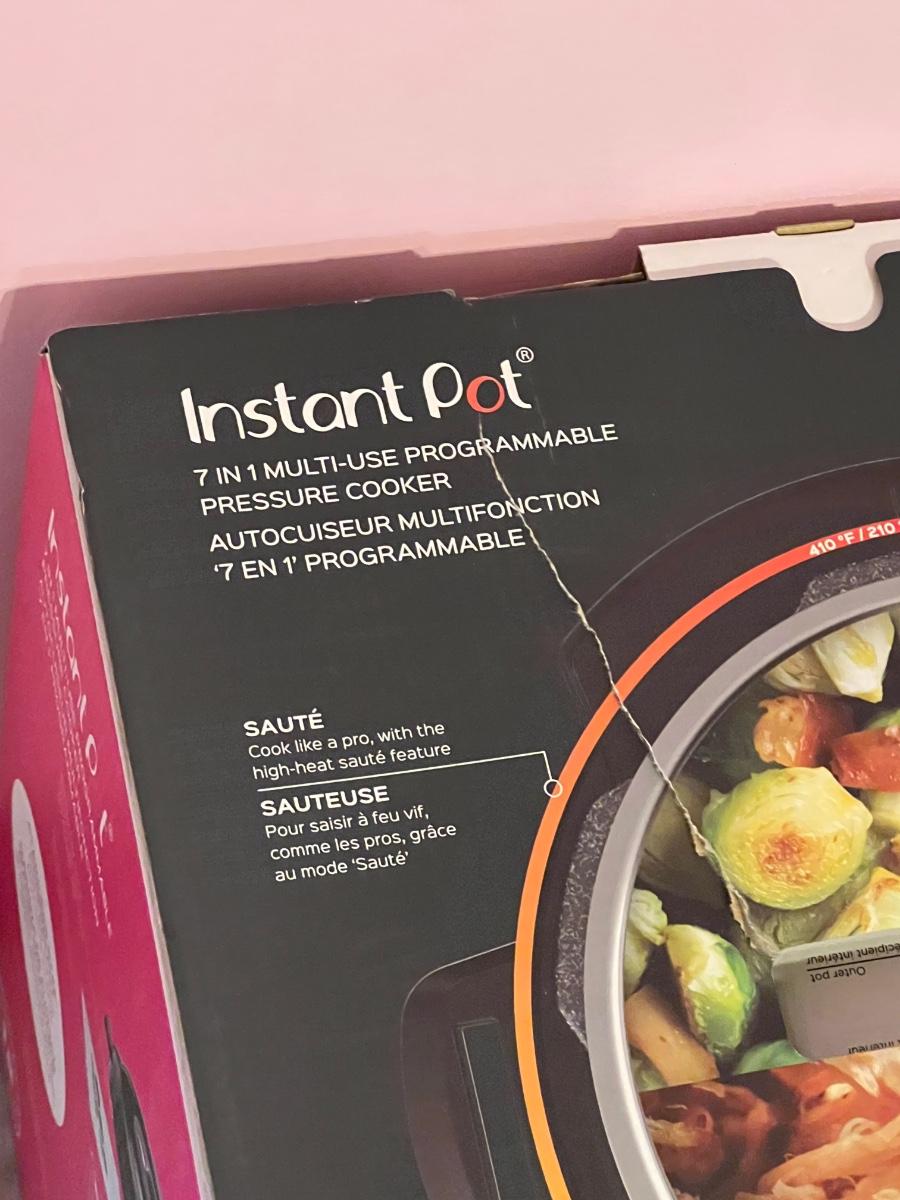 Instant Pot®
7 IN 1 MULTI-USE PROGRAMMABLE
PRESSURE COOKER
AUTOCUISEUR MULTIFONCTION
'7 EN 1' PROGRAMMABLE
410 °F / 210
SAUTÉ
Cook like a pro, with the
high-heat sauté feature
SAUTEUSE
Pour saisir à feu vif,
comme les pros, grâce
au mode 'Sauté'
Outer pot
intérieur